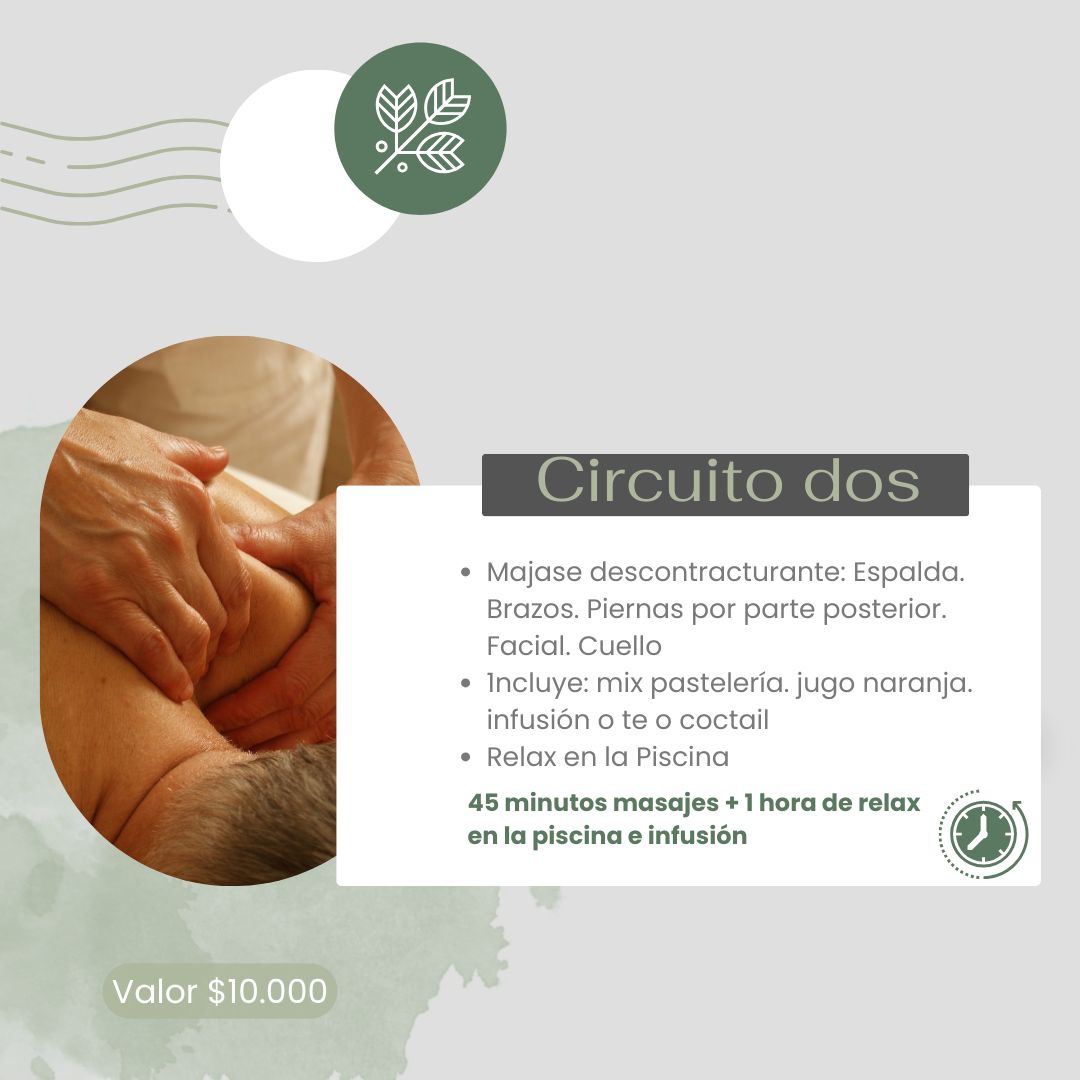 Circuito dos
Majase descontracturante: Espalda.
Brazos. Piernas por parte posterior.
Facial. Cuello
1ncluye: mix pastelería. jugo naranja.
infusión o te o coctail
Relax en la Piscina
45 minutos masajes + 1 hora de relax
en la piscina e infusión
Valor $10.000